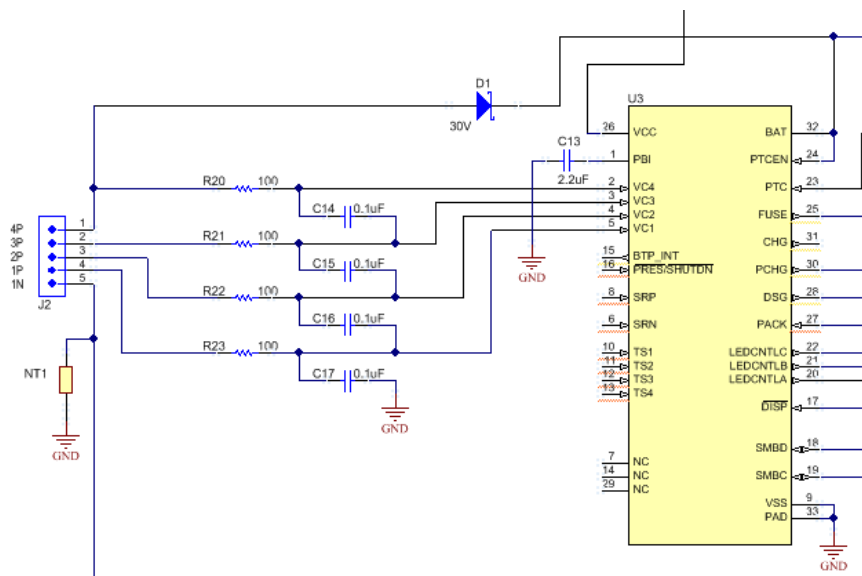 D1
30V
U3
26 VCC
BAT 32
C13
2.2uF
1 PBI
PTCEN 24
R20 100
2 VC4
PTC 23
C14 0.1uF
3 VC3
4 VC2
FUSE 25
4P 1
5 VC1
3P 2
R21 100
CHG 31
2P 3
15 BTP_INT
1P 4
C15 0.1uF
GND
16 PRES/SHUTDN
PCHG 30
1N 5
J2
R22 100
8 SRP
DSG 28
C16 0.1uF
6 SRN
PACK 27
R23 100
10 TS1
LEDCNTLC 22
11 TS2
LEDCNTLB 21
NT1
C17 0.1uF
12 TS3
LEDCNTLA 20
13 TS4
DISP 17
GND
GND
SMBD 18
7 NC
14 NC
SMBC 19
29 NC
VSS 9
PAD 33
GND